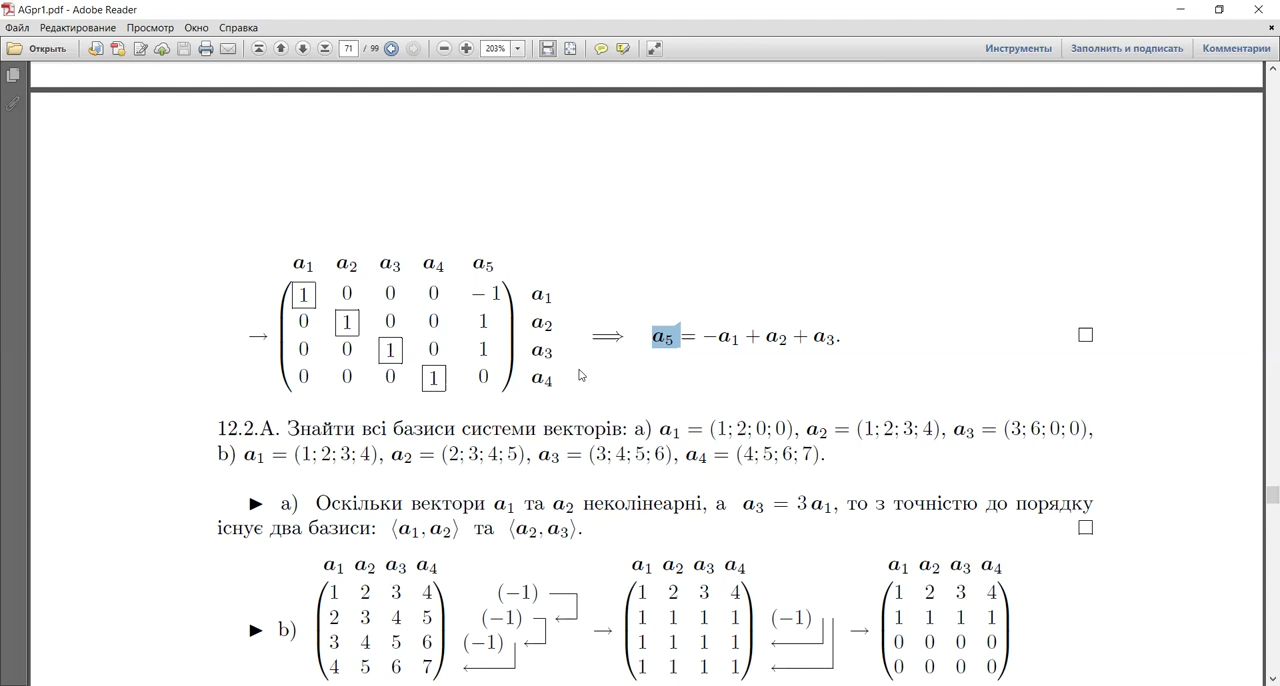 AGpr1.pdf - Adobe Reader
Файл Редактирование Просмотр Окно Справка
Открыть 71 / 99 203% Инструменты Заполнить и подписать Комментарии
a1 a2 a3 a4 a5
1 0 0 0 −1 a1
0 1 0 0 1 a2
→ ⟹ a5 = −a1 + a2 + a3. □
0 0 1 0 1 a3
0 0 0 1 0 a4
12.2.A. Знайти всі базиси системи векторів: a) a1 = (1; 2; 0; 0), a2 = (1; 2; 3; 4), a3 = (3; 6; 0; 0),
b) a1 = (1; 2; 3; 4), a2 = (2; 3; 4; 5), a3 = (3; 4; 5; 6), a4 = (4; 5; 6; 7).
▶ a) Оскільки вектори a1 та a2 неколінеарні, а a3 = 3 a1, то з точністю до порядку
існує два базиси: ⟨a1, a2⟩ та ⟨a2, a3⟩. □
a1 a2 a3 a4 a1 a2 a3 a4 a1 a2 a3 a4
1 2 3 4 (−1) 1 2 3 4 1 2 3 4
2 3 4 5 (−1) 1 1 1 1 (−1) 1 1 1 1
▶ b) → →
3 4 5 6 (−1) 1 1 1 1 0 0 0 0
4 5 6 7 1 1 1 1 0 0 0 0